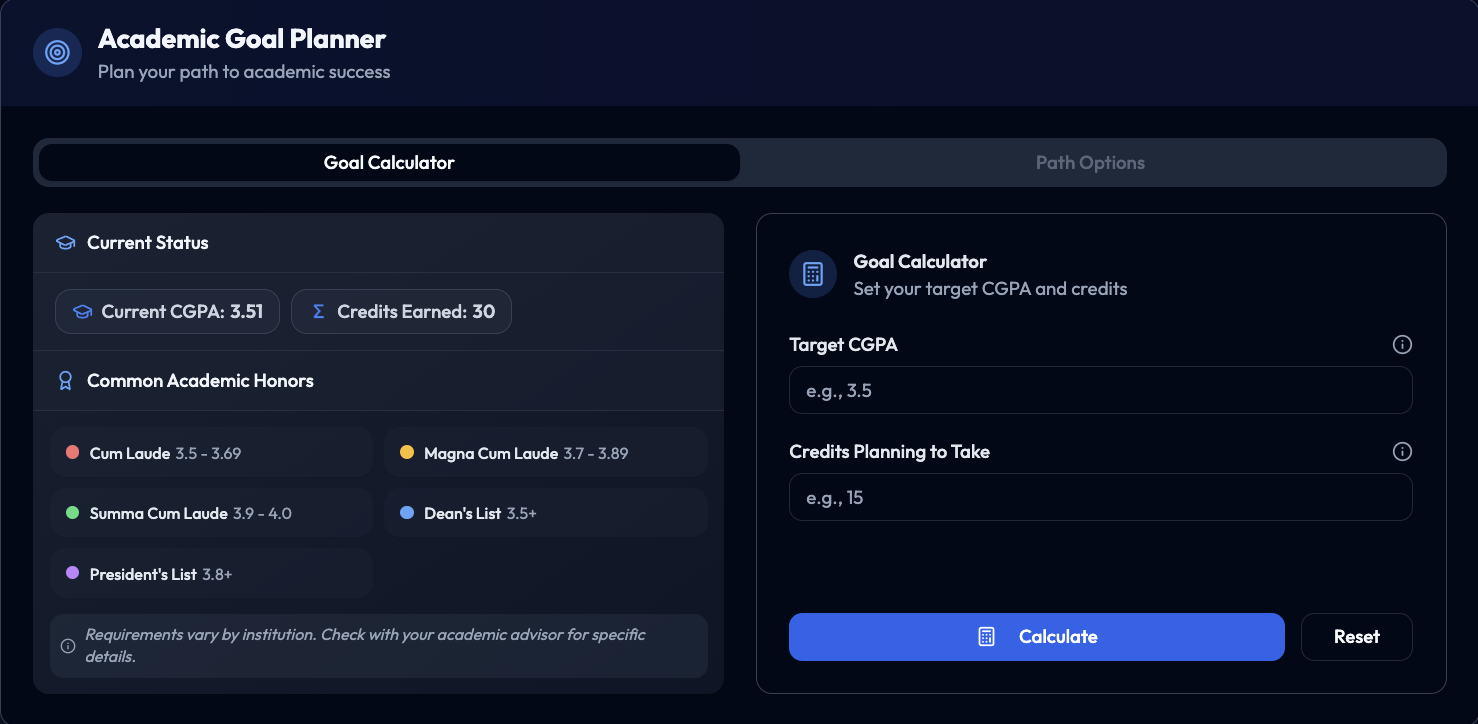 Academic Goal Planner
Plan your path to academic success
Goal Calculator
Path Options
Current Status
Current CGPA: 3.51
Σ Credits Earned: 30
Common Academic Honors
Cum Laude 3.5 - 3.69
Magna Cum Laude 3.7 - 3.89
Summa Cum Laude 3.9 - 4.0
Dean's List 3.5+
President's List 3.8+
Requirements vary by institution. Check with your academic advisor for specific
details.
Goal Calculator
Set your target CGPA and credits
Target CGPA
e.g., 3.5
Credits Planning to Take
e.g., 15
Calculate
Reset